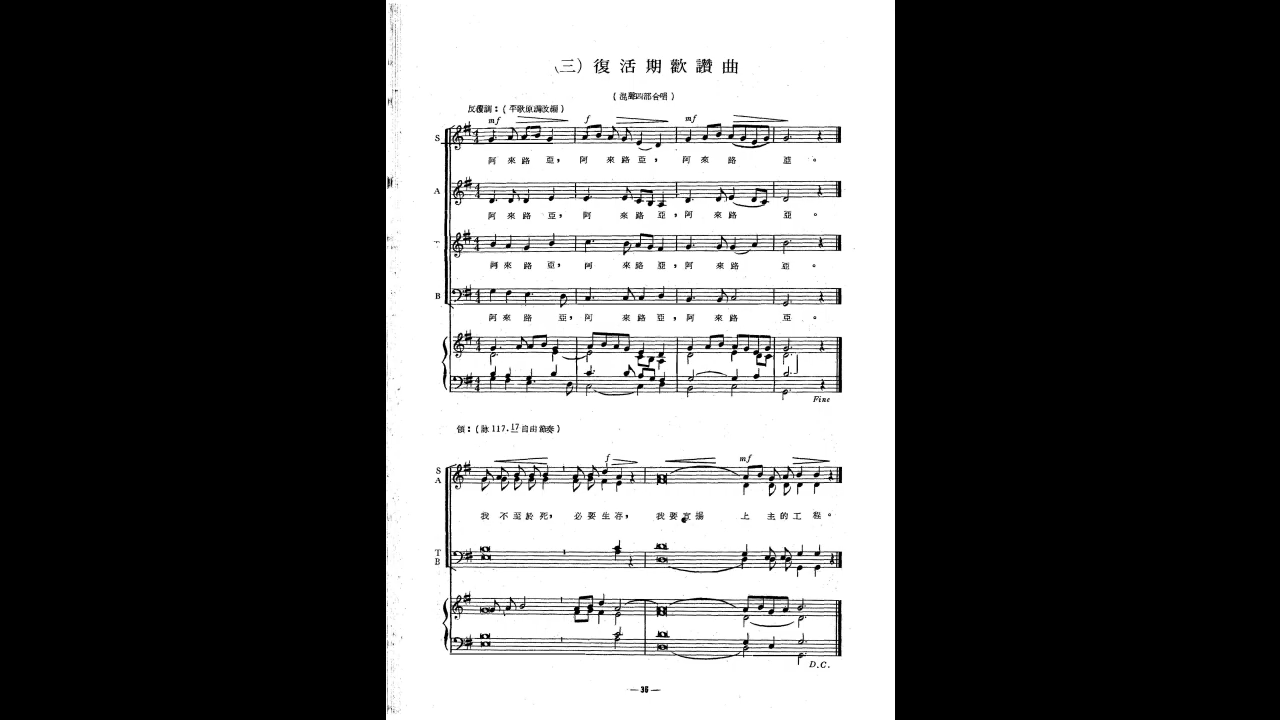 (三) 復活期歡讚曲
(混聲四部合唱)
反覆調：(平歌原調改編)
mf f mf
S
阿來路亞，阿來路亞，阿來路亞。
A
阿來路亞，阿來路亞，阿來路亞。
T
阿來路亞，阿來路亞，阿來路亞。
B
阿來路亞，阿來路亞，阿來路亞。
Fine
領：(詠 117. 17 自由節奏)
f mf
S
A
我不至於死，必要生存，我要宣揚上主的工程。
T
B
D.C.
— 36 —